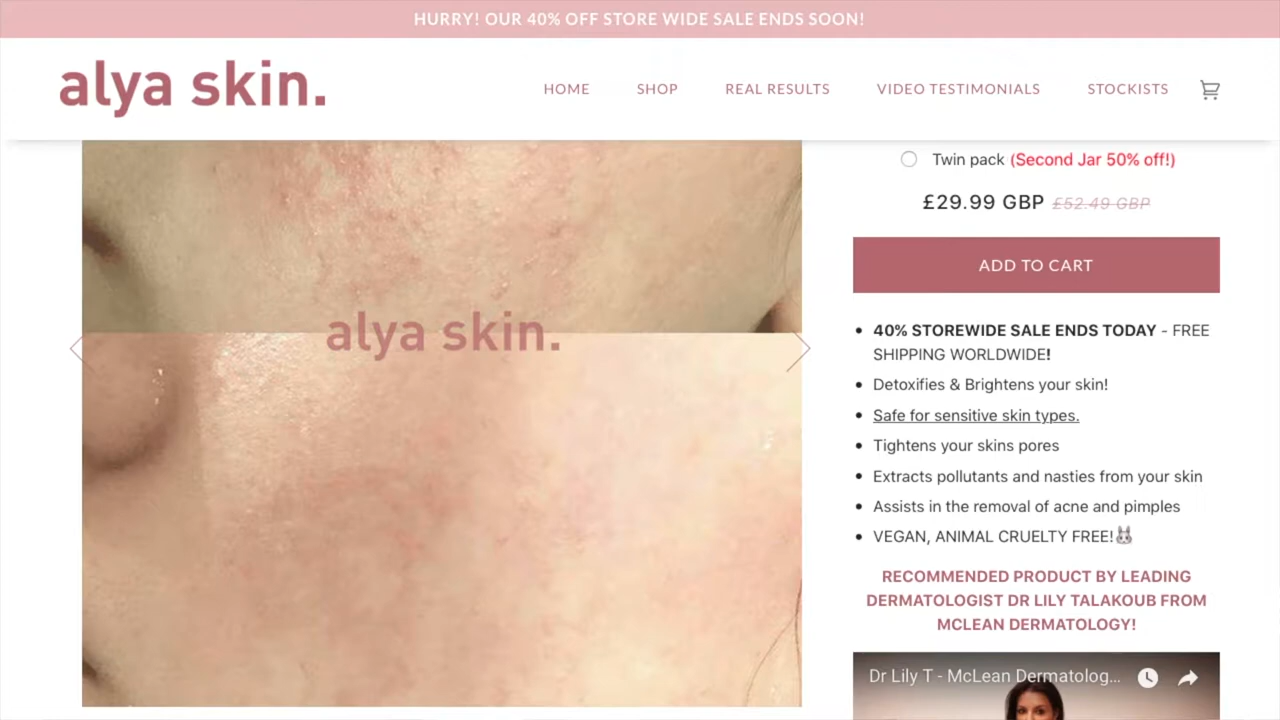 HURRY! OUR 40% OFF STORE WIDE SALE ENDS SOON!
alya skin.
HOME SHOP REAL RESULTS VIDEO TESTIMONIALS STOCKISTS
alya skin.
Twin pack (Second Jar 50% off!)
£29.99 GBP £52.49 GBP
ADD TO CART
40% STOREWIDE SALE ENDS TODAY - FREE
SHIPPING WORLDWIDE!
Detoxifies & Brightens your skin!
Safe for sensitive skin types.
Tightens your skins pores
Extracts pollutants and nasties from your skin
Assists in the removal of acne and pimples
VEGAN, ANIMAL CRUELTY FREE!🐰
RECOMMENDED PRODUCT BY LEADING
DERMATOLOGIST DR LILY TALAKOUB FROM
MCLEAN DERMATOLOGY!
Dr Lily T - McLean Dermatolog...